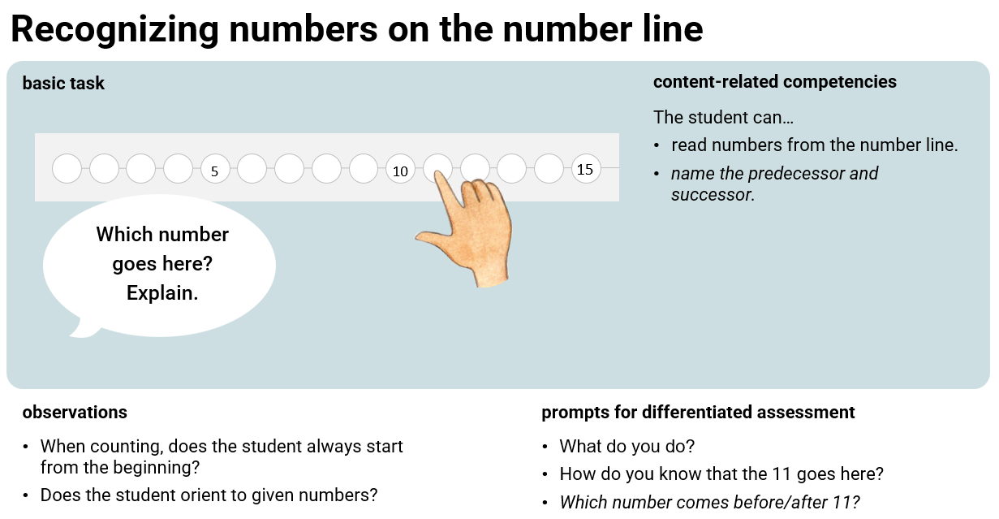 Recognizing numbers on the number line
basic task
5
10
15
Which number
goes here?
Explain.
content-related competencies
The student can…
• read numbers from the number line.
• name the predecessor and
successor.
observations
• When counting, does the student always start
from the beginning?
• Does the student orient to given numbers?
prompts for differentiated assessment
• What do you do?
• How do you know that the 11 goes here?
• Which number comes before/after 11?